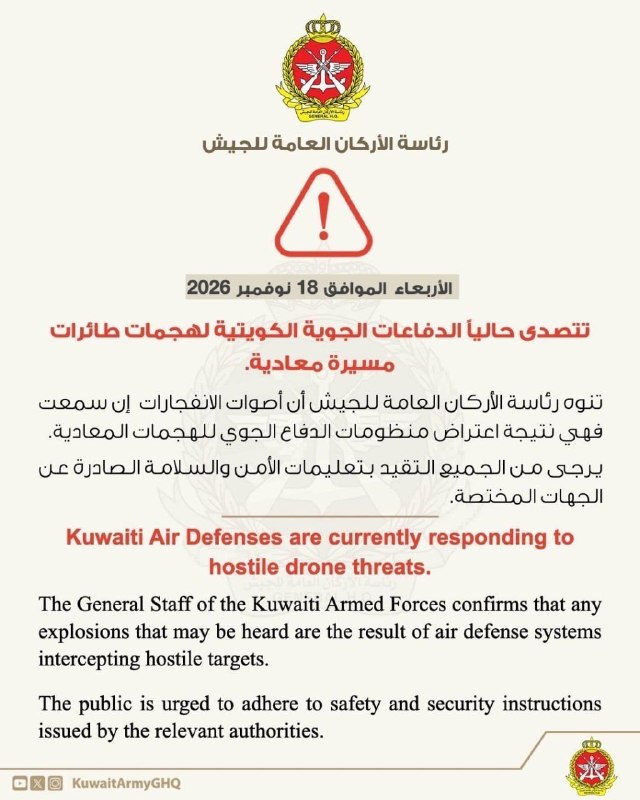 رئاسة الأركان العامة للجيش
GENERAL H.Q.
رئاسة الأركان العامة للجيش
الأربعاء الموافق 18 نوفمبر 2026
تتصدى حالياً الدفاعات الجوية الكويتية لهجمات طائرات
مسيرة معادية.
تنوه رئاسة الأركان العامة للجيش أن أصوات الانفجارات إن سمعت
فهي نتيجة اعتراض منظومات الدفاع الجوي للهجمات المعادية.
يرجى من الجميع التقيد بتعليمات الأمن والسلامة الصادرة عن
الجهات المختصة.
Kuwaiti Air Defenses are currently responding to
hostile drone threats.
The General Staff of the Kuwaiti Armed Forces confirms that any
explosions that may be heard are the result of air defense systems
intercepting hostile targets.
The public is urged to adhere to safety and security instructions
issued by the relevant authorities.
KuwaitArmyGHQ